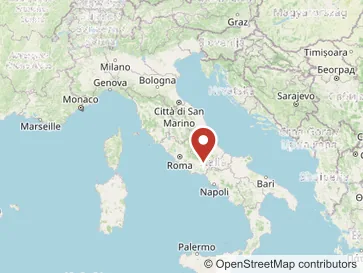 Graz
Milano
Timișoara
Genova
Bologna
Београд
Monaco
Sarajevo
Città di San
Marino
Marseille
Roma
Napoli
Bari
Palermo
© OpenStreetMap contributors